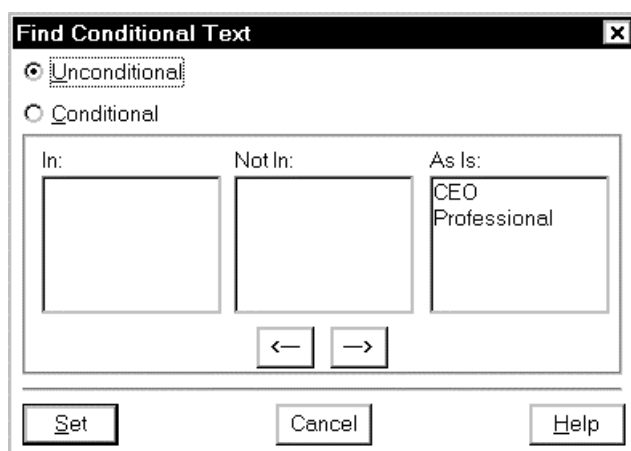 Find Conditional Text
Unconditional
Conditional
In: Not In: As Is:
CEO
Professional
Set Cancel Help